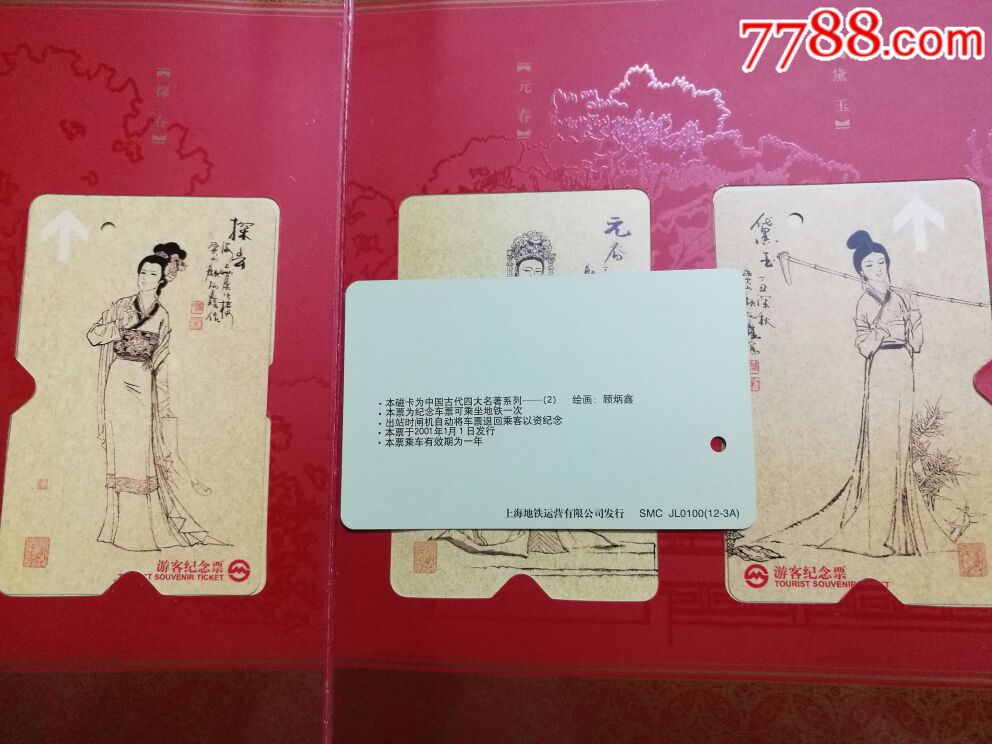 7788.com
【探春】
【元春】
黛玉】
探春
元春
黛玉
丁丑深秋
·本磁卡为中国古代四大名著系列——(2) 绘画：顾炳鑫
·本票为纪念车票可乘坐地铁一次
·出站时闸机自动将车票退回乘客以资纪念
·本票于2001年1月1日发行
·本票乘车有效期为一年
上海地铁运营有限公司发行 SMC JL0100(12-3A)
游客纪念票
ST SOUVENIR TICKET
游客纪念票
TOURIST SOUVENIR